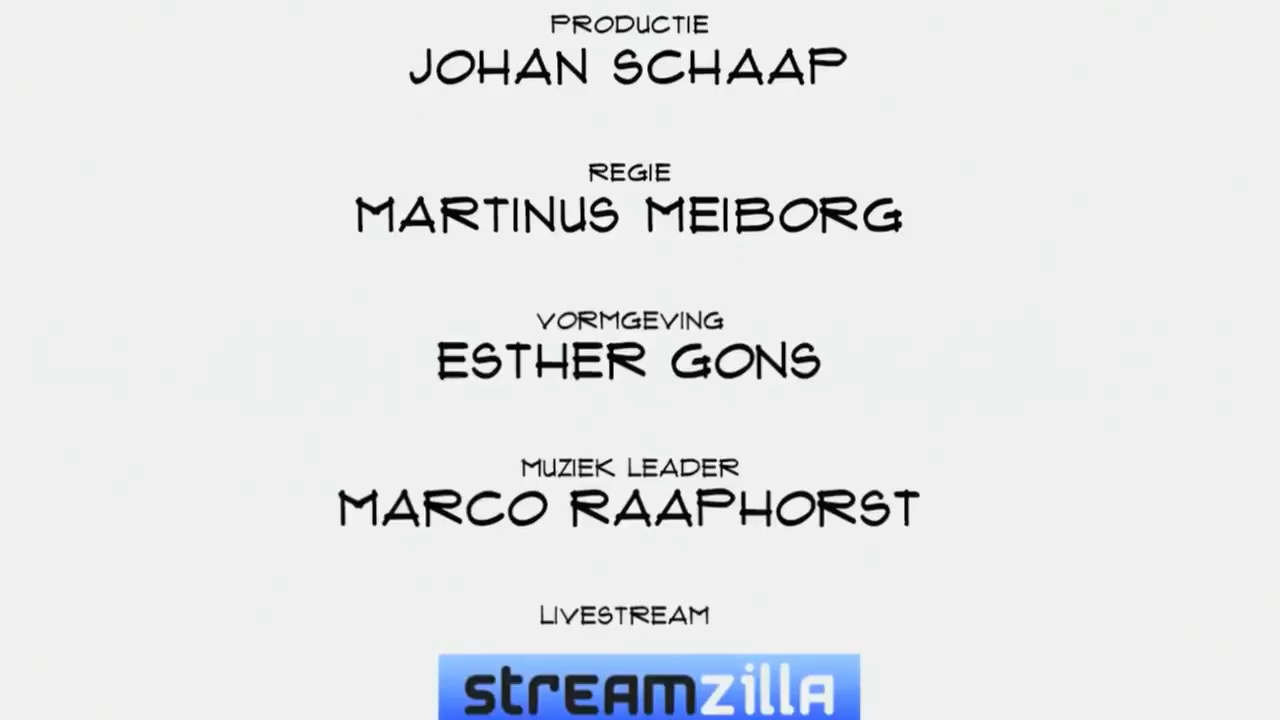 PRODUCTIE
JOHAN SCHAAP
REGIE
MARTINUS MEIBORG
VORMGEVING
ESTHER GONS
MUZIEK LEADER
MARCO RAAPHORST
LIVESTREAM
streamzilla